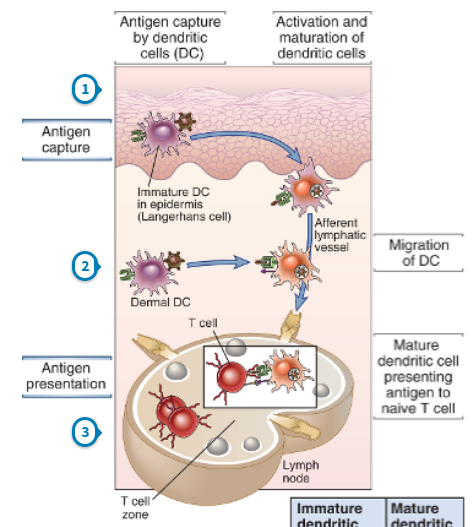 Antigen capture
by dendritic
cells (DC)
Activation and
maturation of
dendritic cells
1
Antigen
capture
Immature DC
in epidermis
(Langerhans cell)
Afferent
lymphatic
vessel
2
Migration
of DC
Dermal DC
T cell
Antigen
presentation
Mature
dendritic cell
presenting
antigen to
naive T cell
3
Lymph
node
T cell
zone
Immature
dendritic
Mature
dendritic